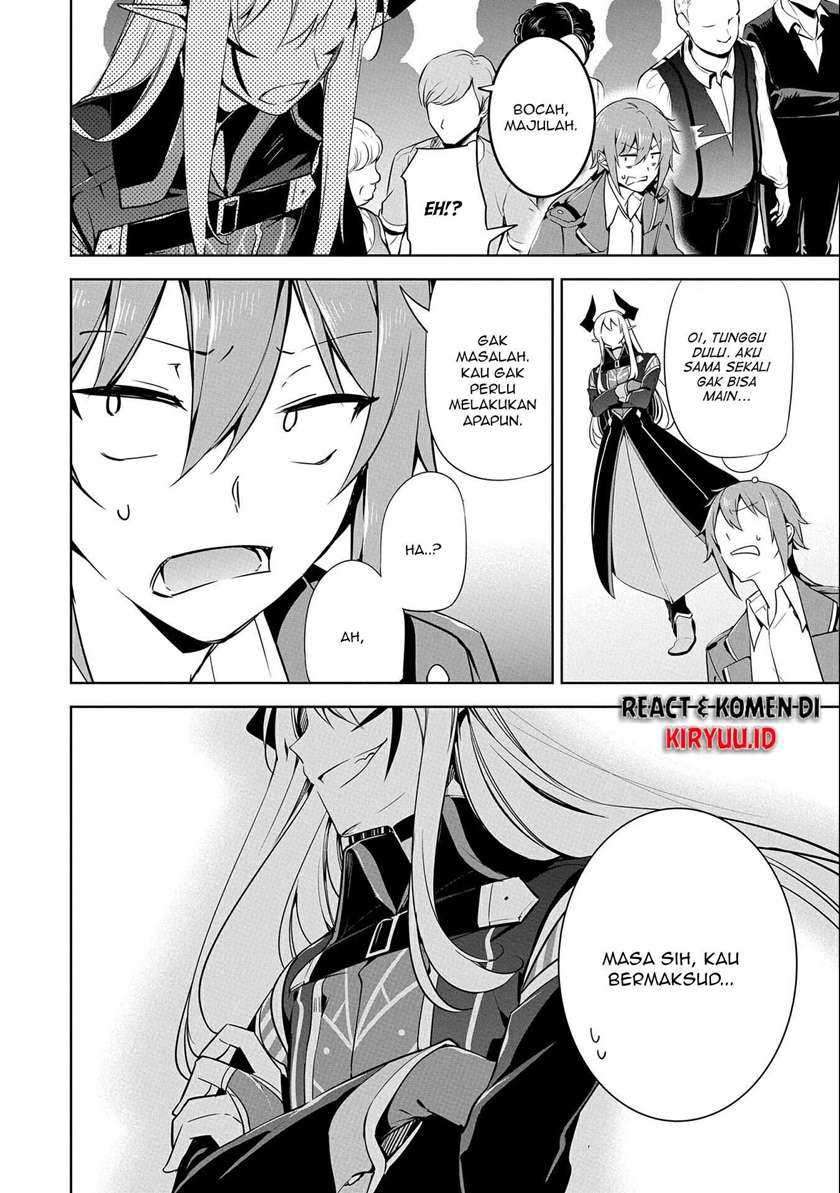 BOCAH,
MAJULAH.
EH!?
OI, TUNGGU
DULU. AKU
SAMA SEKALI
GAK BISA
MAIN...
GAK
MASALAH.
KAU GAK
PERLU
MELAKUKAN
APAPUN.
HA..?
AH,
REACT & KOMEN DI
KIRYUU.ID
MASA SIH, KAU
BERMAKSUD...